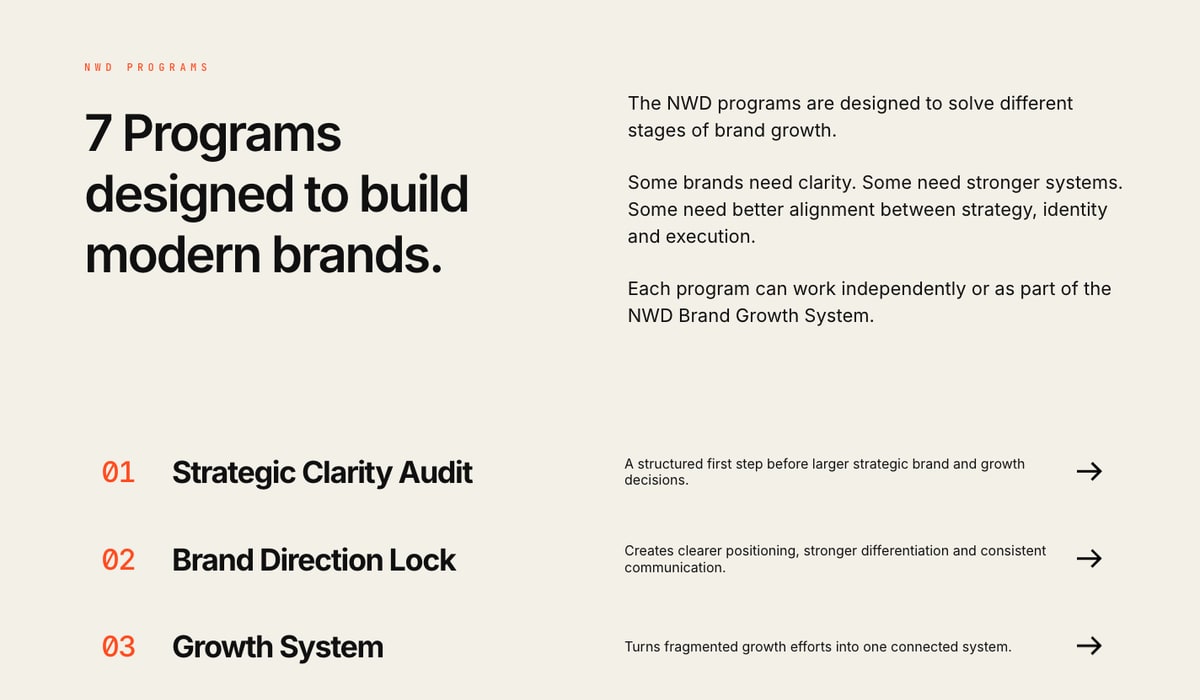 NWD PROGRAMS
7 Programs
designed to build
modern brands.
The NWD programs are designed to solve different
stages of brand growth.
Some brands need clarity. Some need stronger systems.
Some need better alignment between strategy, identity
and execution.
Each program can work independently or as part of the
NWD Brand Growth System.
01 Strategic Clarity Audit
A structured first step before larger strategic brand and growth
decisions.
02 Brand Direction Lock
Creates clearer positioning, stronger differentiation and consistent
communication.
03 Growth System
Turns fragmented growth efforts into one connected system.